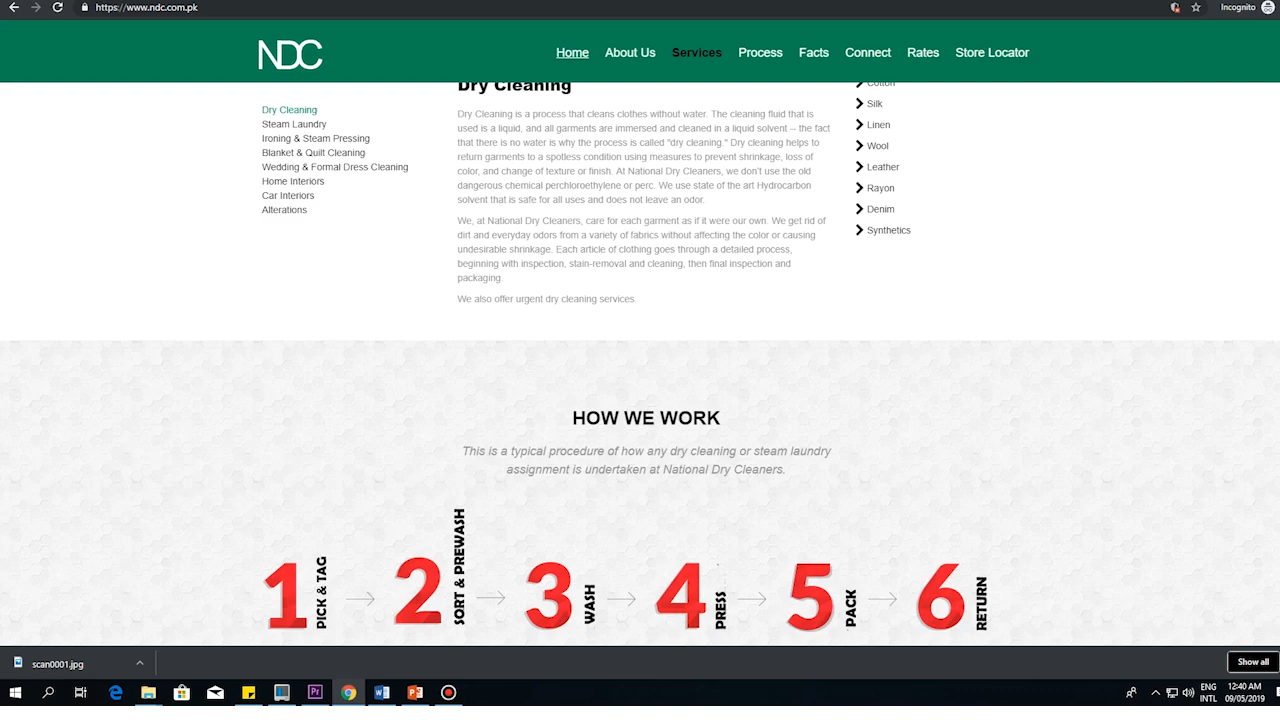 https://www.ndc.com.pk
Incognito
NDC
Home About Us Services Process Facts Connect Rates Store Locator
Dry Cleaning
Steam Laundry
Ironing & Steam Pressing
Blanket & Quilt Cleaning
Wedding & Formal Dress Cleaning
Home Interiors
Car Interiors
Alterations
Dry Cleaning
Dry Cleaning is a process that cleans clothes without water. The cleaning fluid that is
used is a liquid, and all garments are immersed and cleaned in a liquid solvent -- the fact
that there is no water is why the process is called "dry cleaning." Dry cleaning helps to
return garments to a spotless condition using measures to prevent shrinkage, loss of
color, and change of texture or finish. At National Dry Cleaners, we don't use the old
dangerous chemical perchloroethylene or perc. We use state of the art Hydrocarbon
solvent that is safe for all uses and does not leave an odor.
We, at National Dry Cleaners, care for each garment as if it were our own. We get rid of
dirt and everyday odors from a variety of fabrics without affecting the color or causing
undesirable shrinkage. Each article of clothing goes through a detailed process,
beginning with inspection, stain-removal and cleaning, then final inspection and
packaging.
We also offer urgent dry cleaning services.
Cotton
Silk
Linen
Wool
Leather
Rayon
Denim
Synthetics
HOW WE WORK
This is a typical procedure of how any dry cleaning or steam laundry
assignment is undertaken at National Dry Cleaners.
1 PICK & TAG
2 SORT & PREWASH
3 WASH
4 PRESS
5 PACK
6 RETURN
scan0001.jpg
Show all
ENG 12:40 AM
INTL 09/05/2019